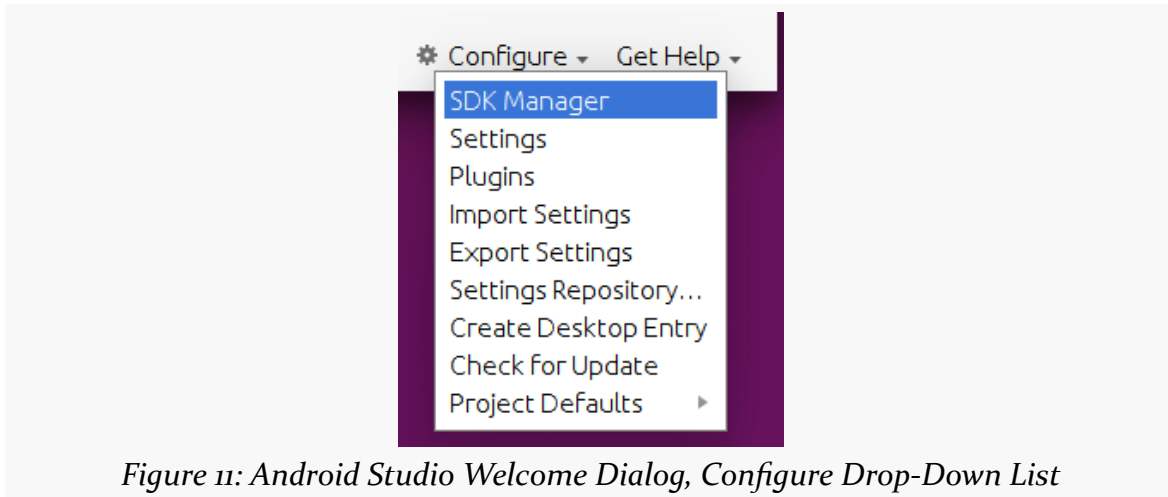 Configure Get Help
SDK Manager
Settings
Plugins
Import Settings
Export Settings
Settings Repository...
Create Desktop Entry
Check for Update
Project Defaults
Figure 11: Android Studio Welcome Dialog, Configure Drop-Down List